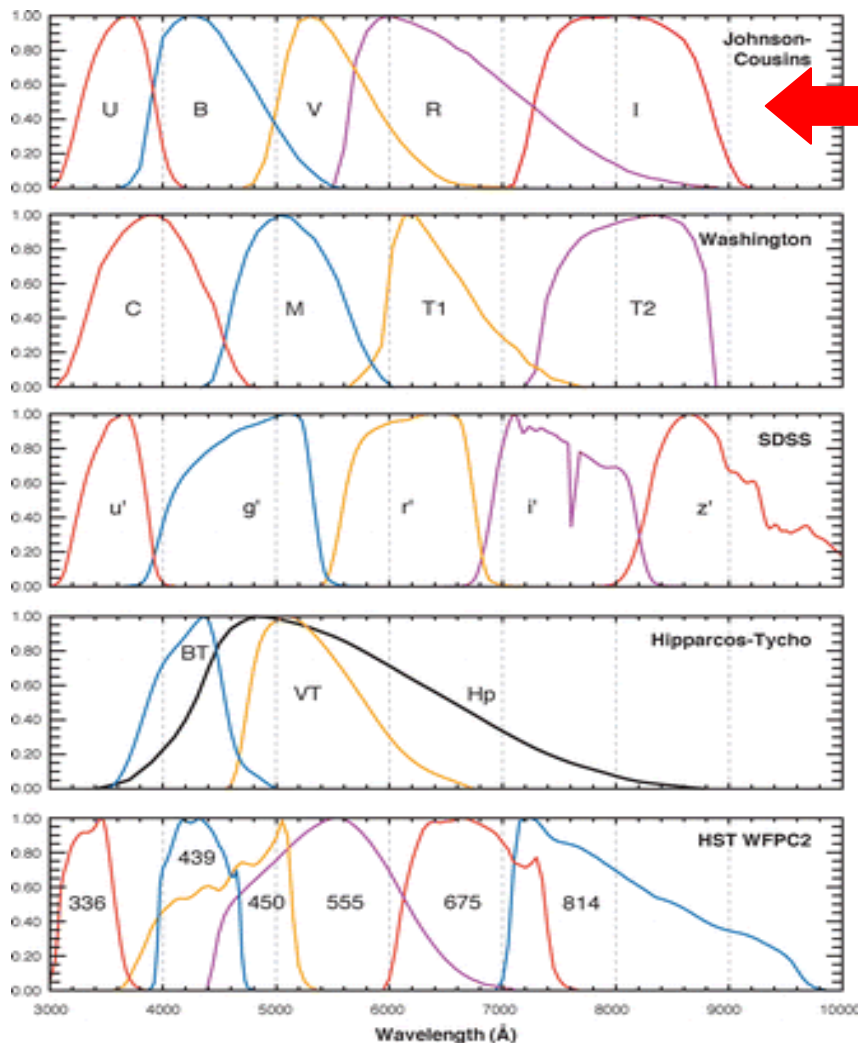 1.00
0.80
0.60
0.40
0.20
0.00
Johnson-
Cousins
U B V R I
1.00
0.80
0.60
0.40
0.20
0.00
Washington
C M T1 T2
1.00
0.80
0.60
0.40
0.20
0.00
SDSS
u' g' r' i' z'
1.00
0.80
0.60
0.40
0.20
0.00
Hipparcos-Tycho
BT VT Hp
1.00
0.80
0.60
0.40
0.20
0.00
HST WFPC2
439
336 450 555 675 814
3000 4000 5000 6000 7000 8000 9000 10000
Wavelength (Å)